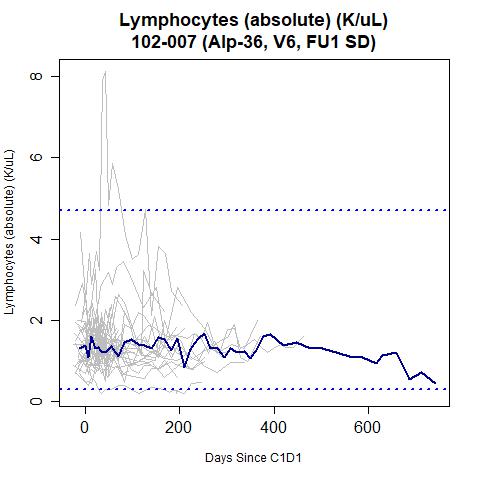 Lymphocytes (absolute) (K/uL)
102-007 (Alp-36, V6, FU1 SD)
Lymphocytes (absolute) (K/uL)
8
6
4
2
0
0 200 400 600
Days Since C1D1